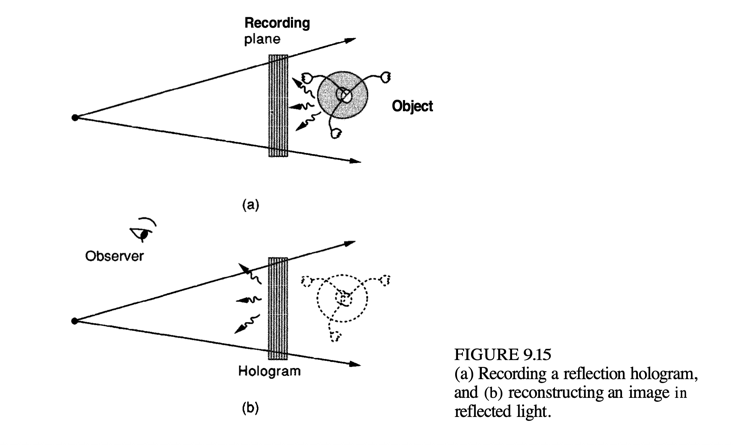 Recording
plane
Object
(a)
Observer
Hologram
(b)
FIGURE 9.15
(a) Recording a reflection hologram,
and (b) reconstructing an image in
reflected light.